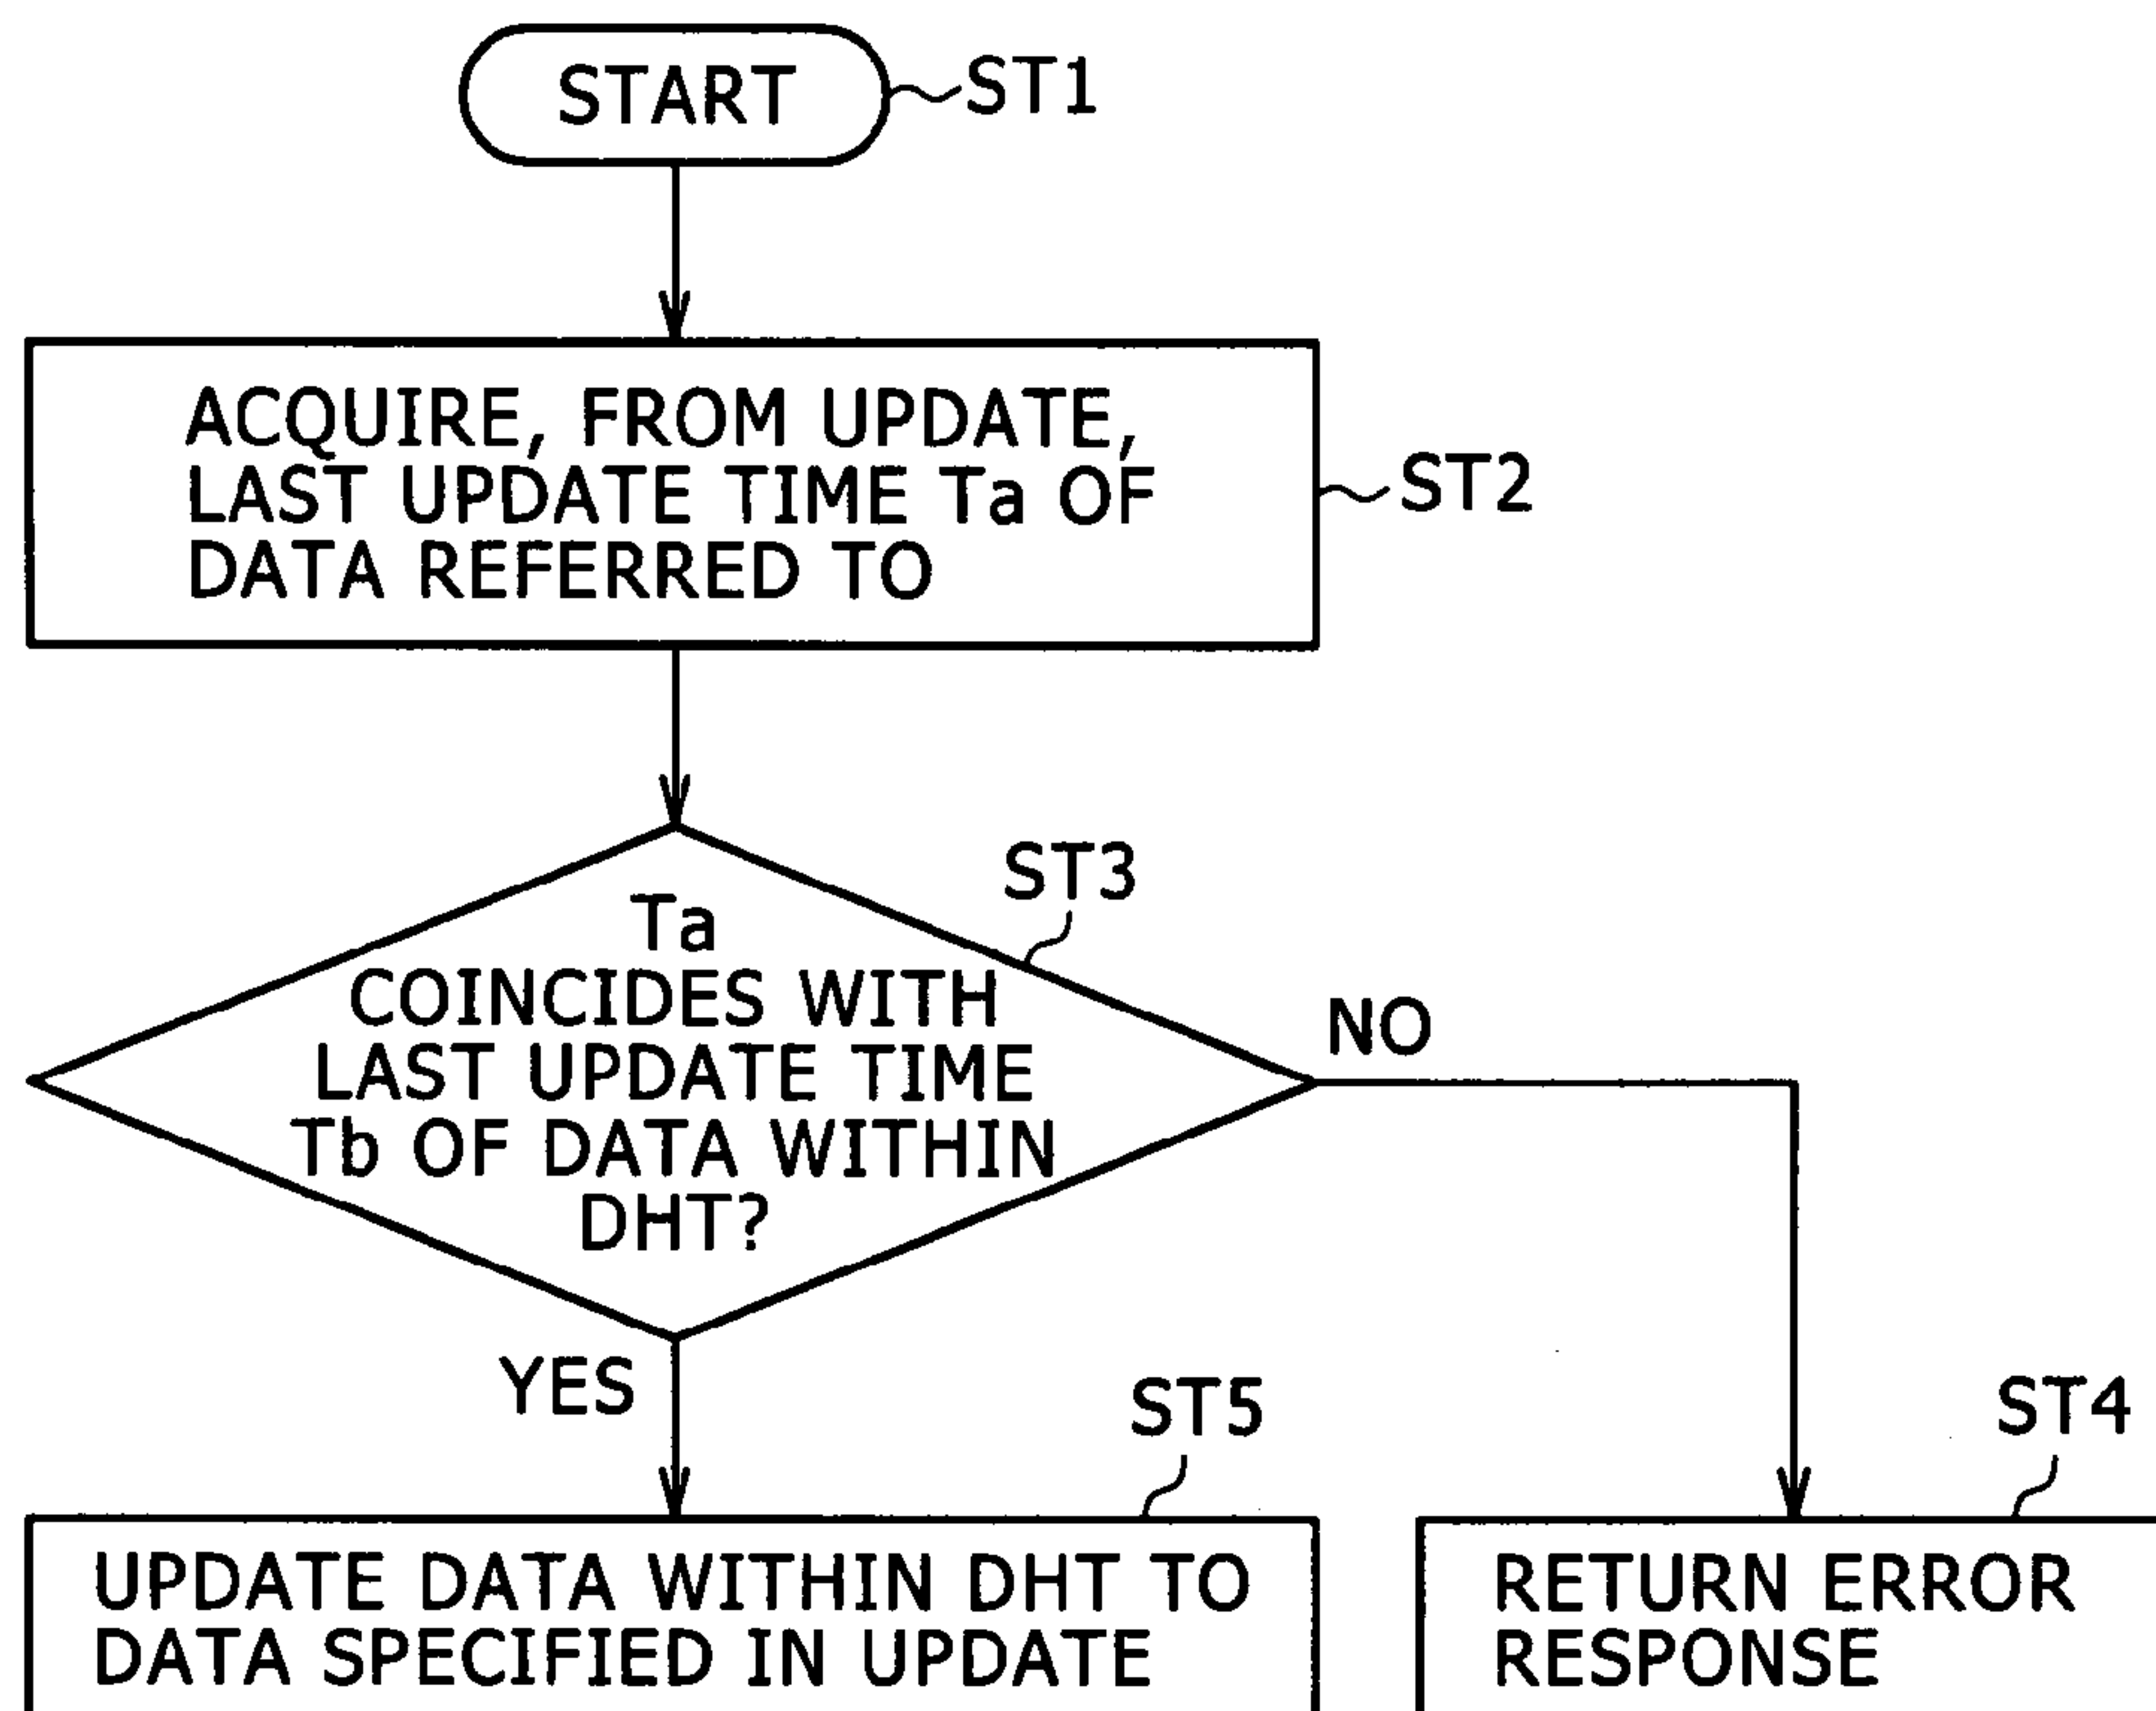 START
ST1
ACQUIRE, FROM UPDATE,
LAST UPDATE TIME Ta OF
DATA REFERRED TO
ST2
ST3
Ta
COINCIDES WITH
LAST UPDATE TIME
Tb OF DATA WITHIN
DHT?
NO
YES
ST5
ST4
UPDATE DATA WITHIN DHT TO
DATA SPECIFIED IN UPDATE
RETURN ERROR
RESPONSE